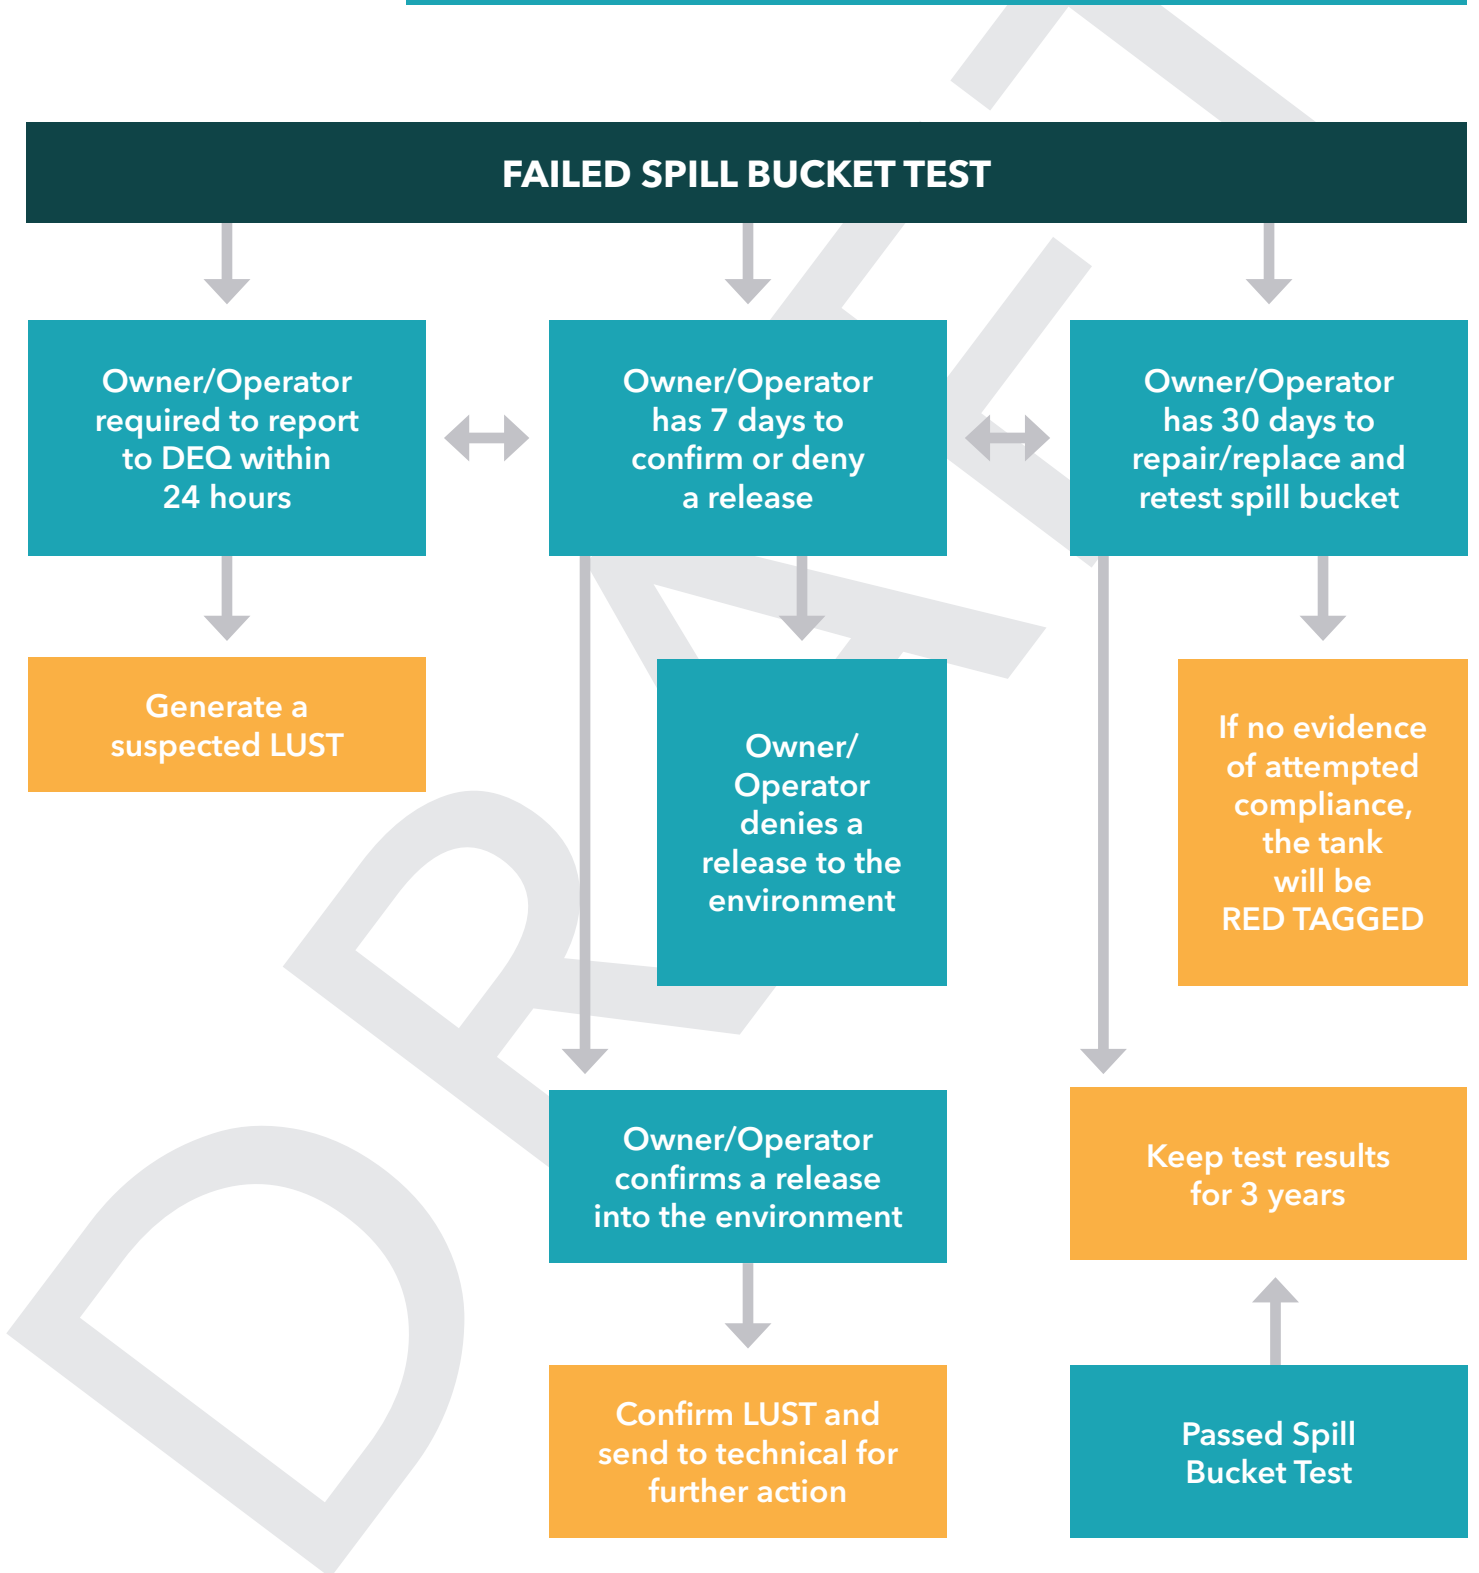 FAILED SPILL BUCKET TEST
Owner/Operator
required to report
to DEQ within
24 hours
Owner/Operator
has 7 days to
confirm or deny
a release
Owner/Operator
has 30 days to
repair/replace and
retest spill bucket
Generate a
suspected LUST
Owner/
Operator
denies a
release to the
environment
If no evidence
of attempted
compliance,
the tank
will be
RED TAGGED
Owner/Operator
confirms a release
into the environment
Keep test results
for 3 years
Confirm LUST and
send to technical for
further action
Passed Spill
Bucket Test
DRAFT